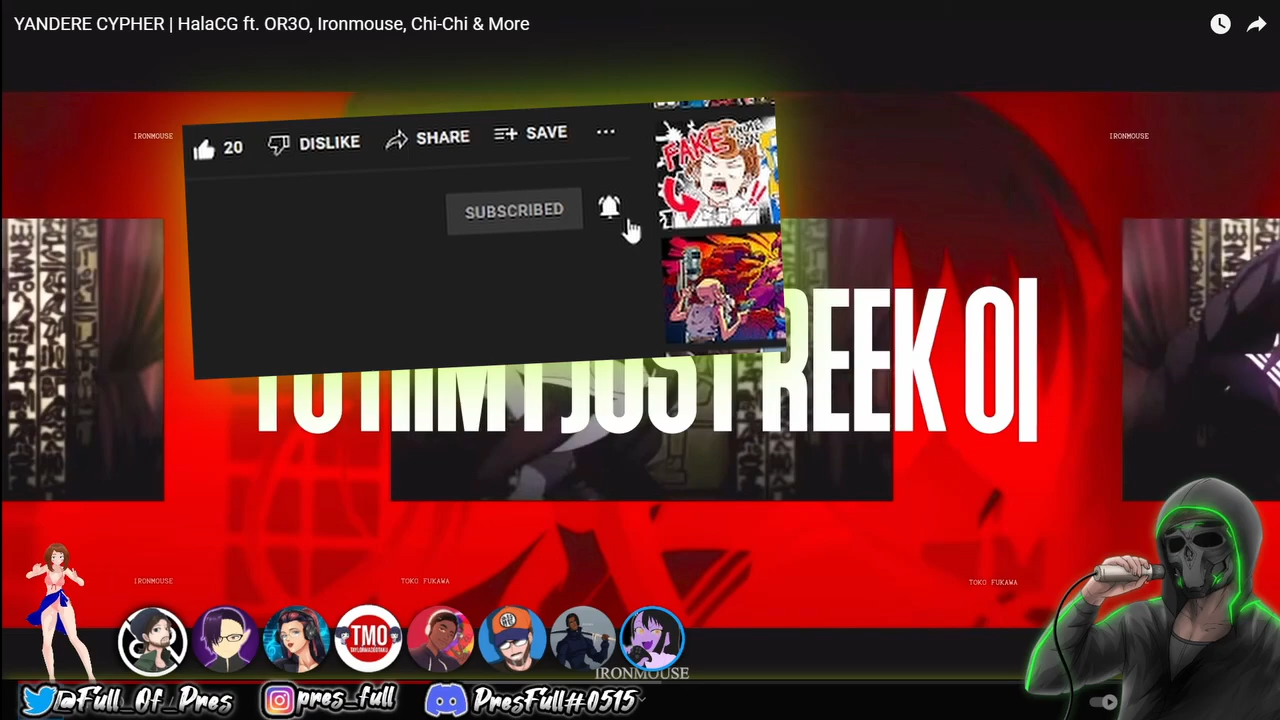 YANDERE CYPHER | HalaCG ft. OR3O, Ironmouse, Chi-Chi & More
IRONMOUSE
IRONMOUSE
20 DISLIKE SHARE SAVE
FAKE
SUBSCRIBED
TO HIM I JUST REEK O
IRONMOUSE
TOKO FUKAWA
TOKO FUKAWA
TMO
TAYLORMADEOTAKU
IRONMOUSE
@Full_Of_Pres
pres_full
PresFull#0515